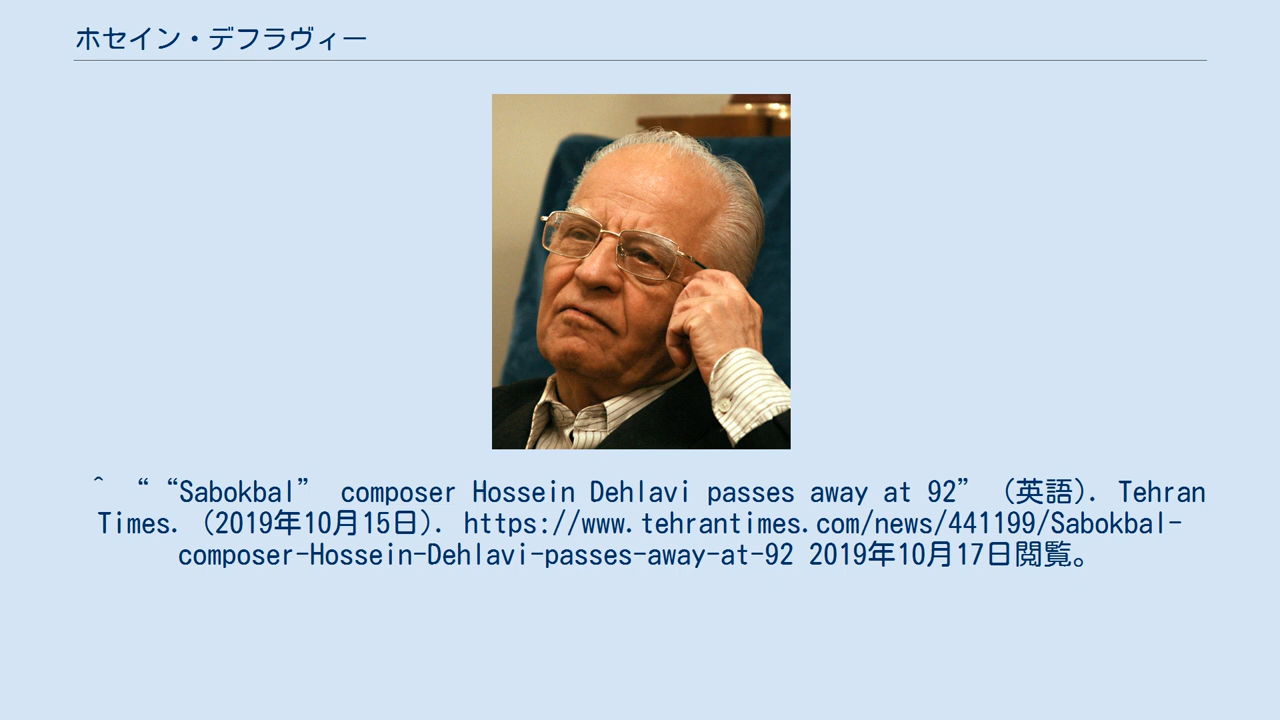 ホセイン・デフラヴィー
^ “ “Sabokbal” composer Hossein Dehlavi passes away at 92” (英語). Tehran
Times. (2019年10月15日). https://www.tehrantimes.com/news/441199/Sabokbal-
composer-Hossein-Dehlavi-passes-away-at-92 2019年10月17日閲覧。